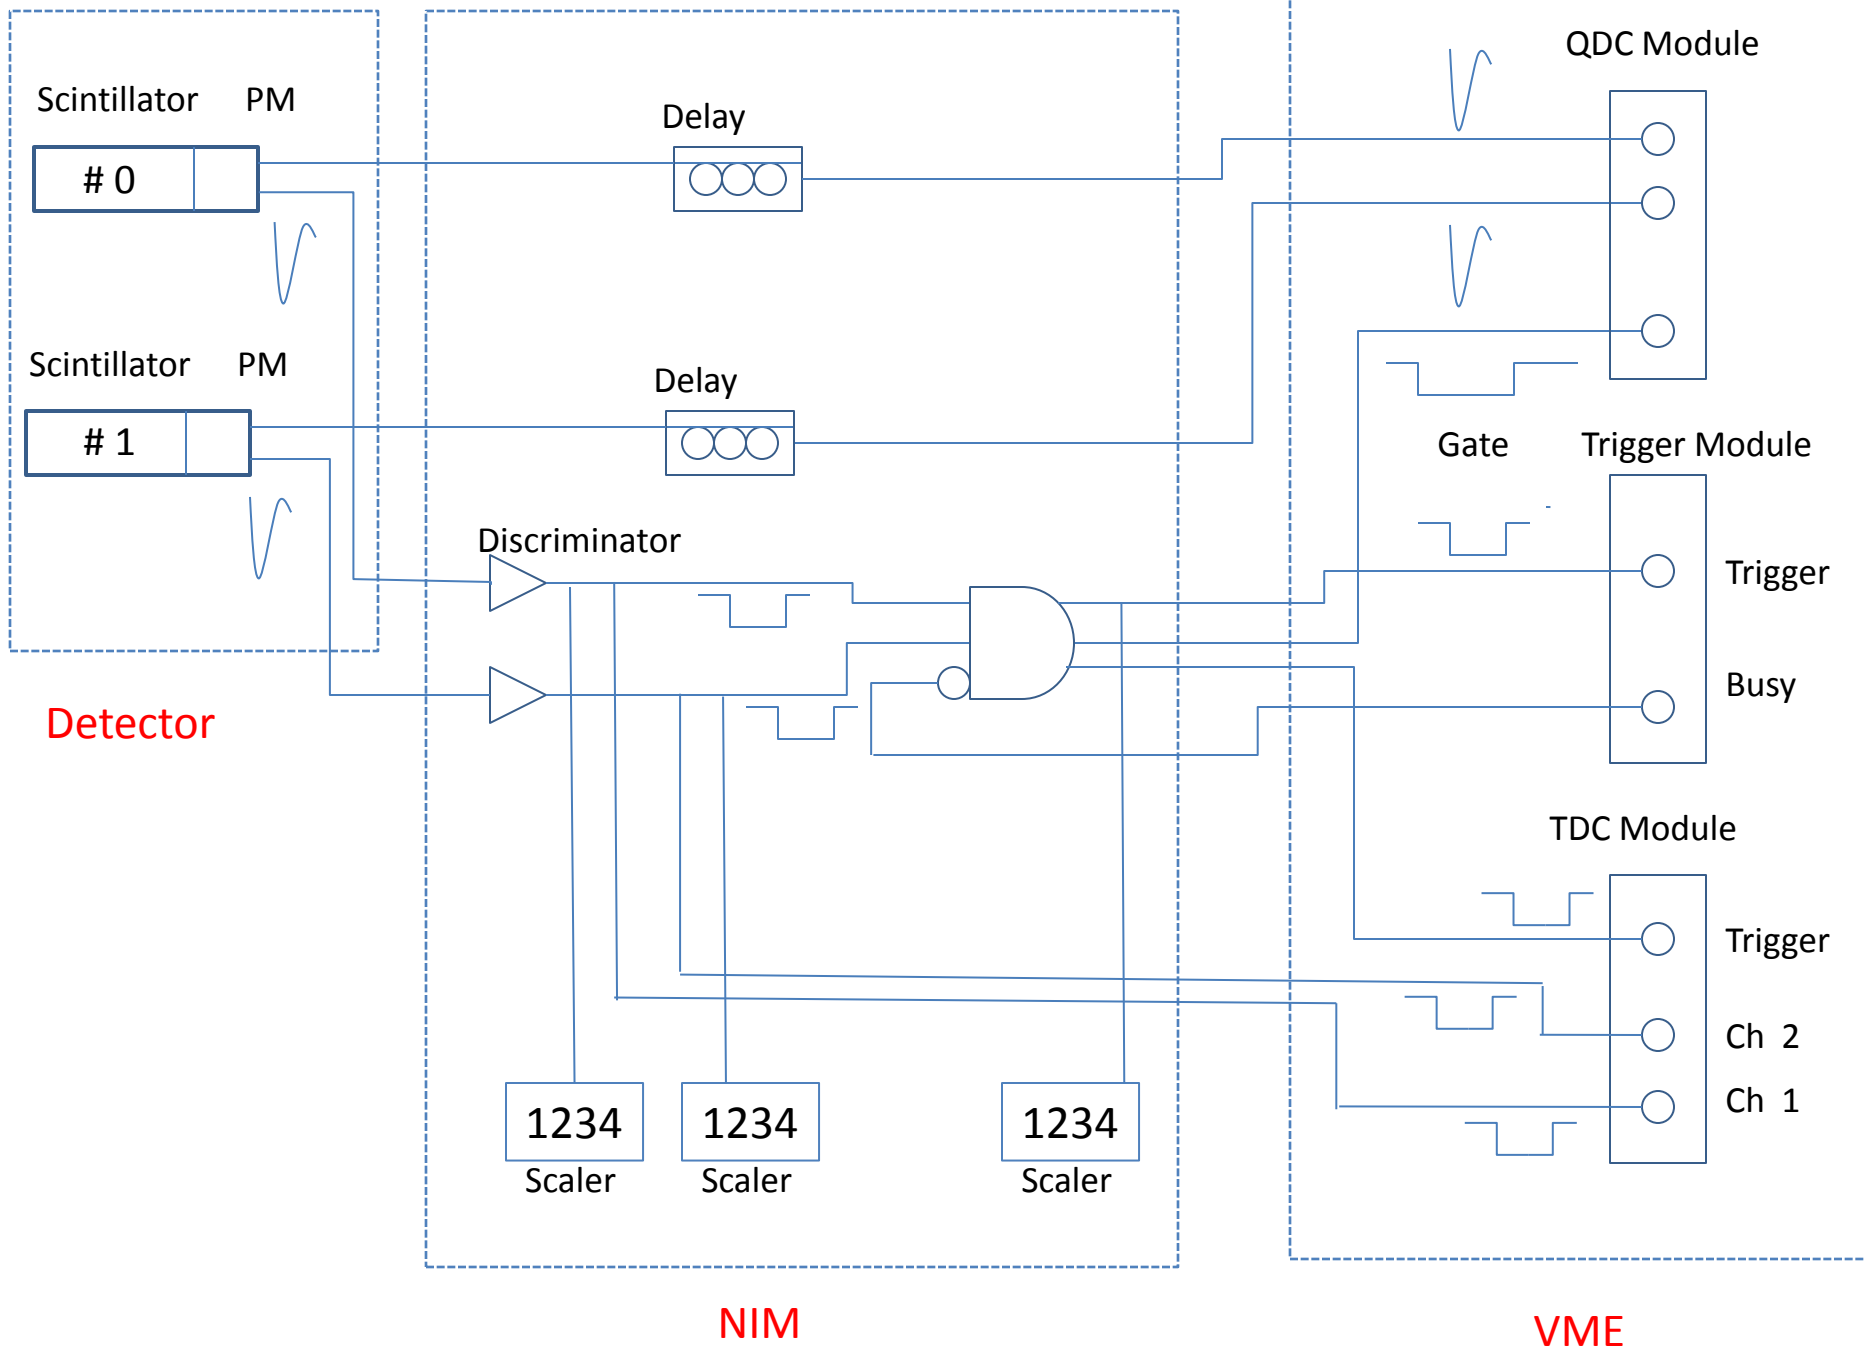 QDC Module
Scintillator PM
Delay
# 0
Scintillator PM
Delay
# 1
Gate
Trigger Module
Discriminator
Trigger
Busy
Detector
TDC Module
Trigger
Ch 2
Ch 1
1234
1234
1234
Scaler
Scaler
Scaler
NIM
VME